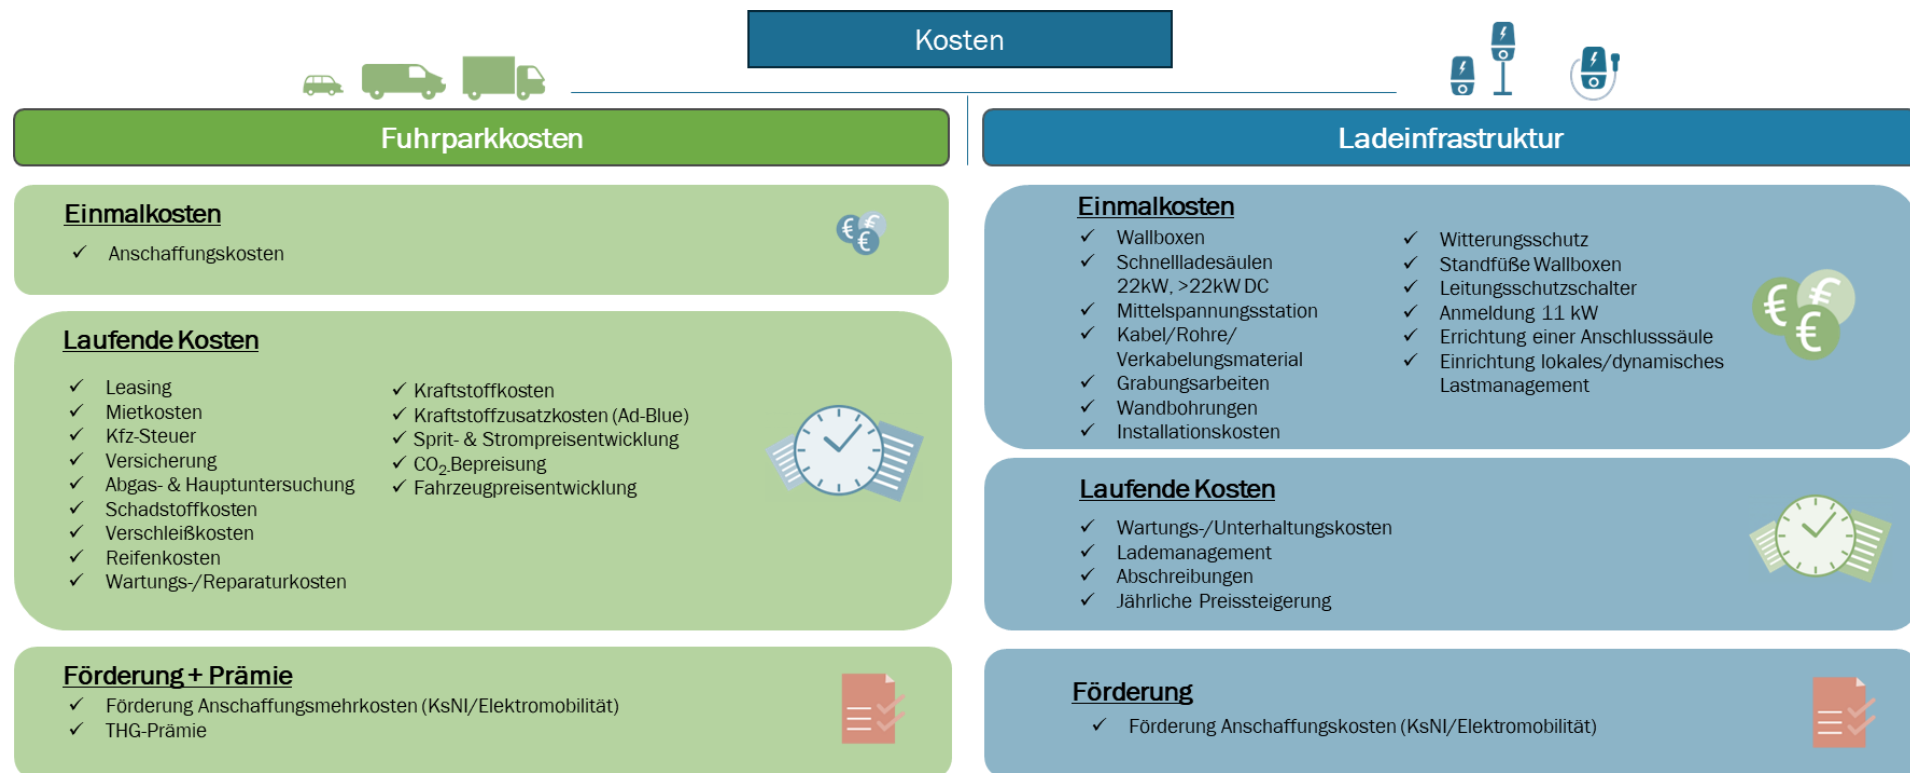 Kosten
Fuhrparkkosten
Einmalkosten
✓ Anschaffungskosten
Laufende Kosten
✓ Leasing
✓ Mietkosten
✓ Kfz-Steuer
✓ Versicherung
✓ Abgas- & Hauptuntersuchung
✓ Schadstoffkosten
✓ Verschleißkosten
✓ Reifenkosten
✓ Wartungs-/Reparaturkosten
✓ Kraftstoffkosten
✓ Kraftstoffzusatzkosten (Ad-Blue)
✓ Sprit- & Strompreisentwicklung
✓ CO₂-Bepreisung
✓ Fahrzeugpreisentwicklung
Förderung + Prämie
✓ Förderung Anschaffungsmehrkosten (KsNI/Elektromobilität)
✓ THG-Prämie
Ladeinfrastruktur
Einmalkosten
✓ Wallboxen
✓ Schnellladesäulen
22kW, >22kW DC
✓ Mittelspannungsstation
✓ Kabel/Rohre/
Verkabelungsmaterial
✓ Grabungsarbeiten
✓ Wandbohrungen
✓ Installationskosten
✓ Witterungsschutz
✓ Standfüße Wallboxen
✓ Leitungsschutzschalter
✓ Anmeldung 11 kW
✓ Errichtung einer Anschlusssäule
✓ Einrichtung lokales/dynamisches
Lastmanagement
Laufende Kosten
✓ Wartungs-/Unterhaltungskosten
✓ Lademanagement
✓ Abschreibungen
✓ Jährliche Preissteigerung
Förderung
✓ Förderung Anschaffungskosten (KsNI/Elektromobilität)